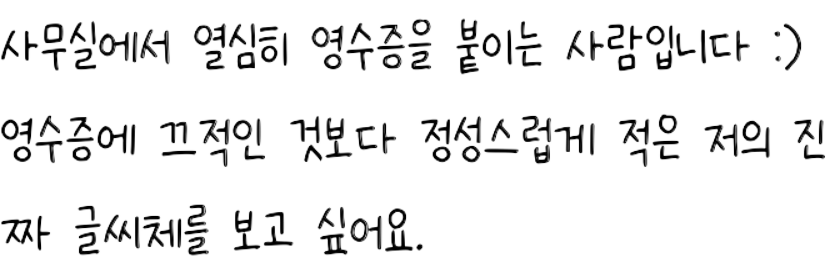 사무실에서 열심히 영수증을 붙이는 사람입니다 :)
영수증에 끄적인 것보다 정성스럽게 적은 저의 진
짜 글씨체를 보고 싶어요.